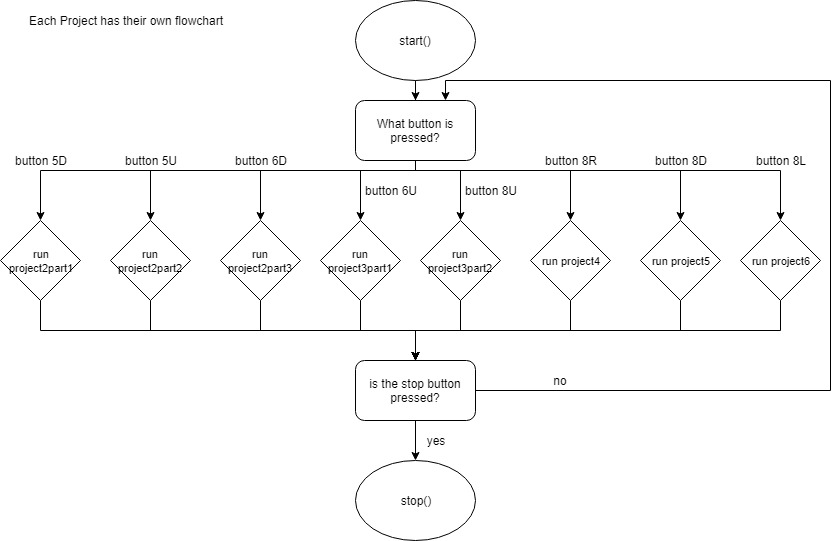 Each Project has their own flowchart
start()
What button is
pressed?
button 5D
button 5U
button 6D
button 6U
button 8U
button 8R
button 8D
button 8L
run
project2part1
run
project2part2
run
project2part3
run
project3part1
run
project3part2
run project4
run project5
run project6
is the stop button
pressed?
no
yes
stop()